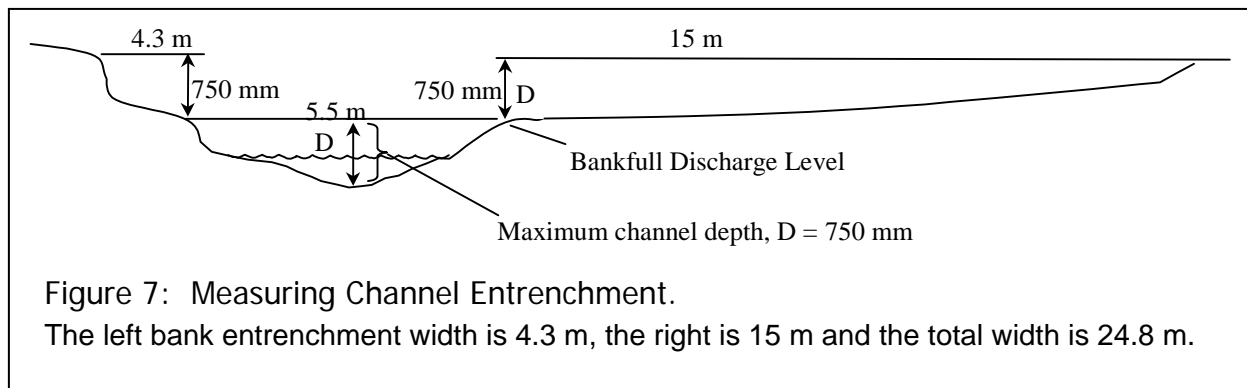 4.3 m
15 m
750 mm
750 mm
D
5.5 m
D
Bankfull Discharge Level
Maximum channel depth, D = 750 mm
Figure 7: Measuring Channel Entrenchment.
The left bank entrenchment width is 4.3 m, the right is 15 m and the total width is 24.8 m.